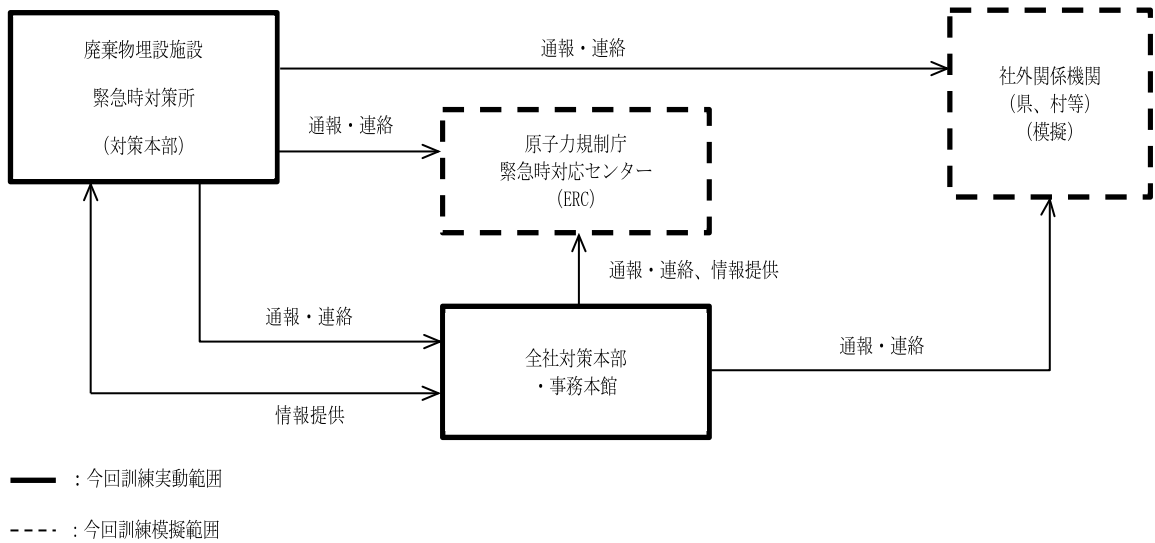 廃棄物埋設施設
緊急時対策所
(対策本部)
通報・連絡
社外関係機関
(県、村等)
(模擬)
通報・連絡
原子力規制庁
緊急時対応センター
(ERC)
通報・連絡、情報提供
通報・連絡
全社対策本部
・事務本館
通報・連絡
情報提供
：今回訓練実動範囲
：今回訓練模擬範囲